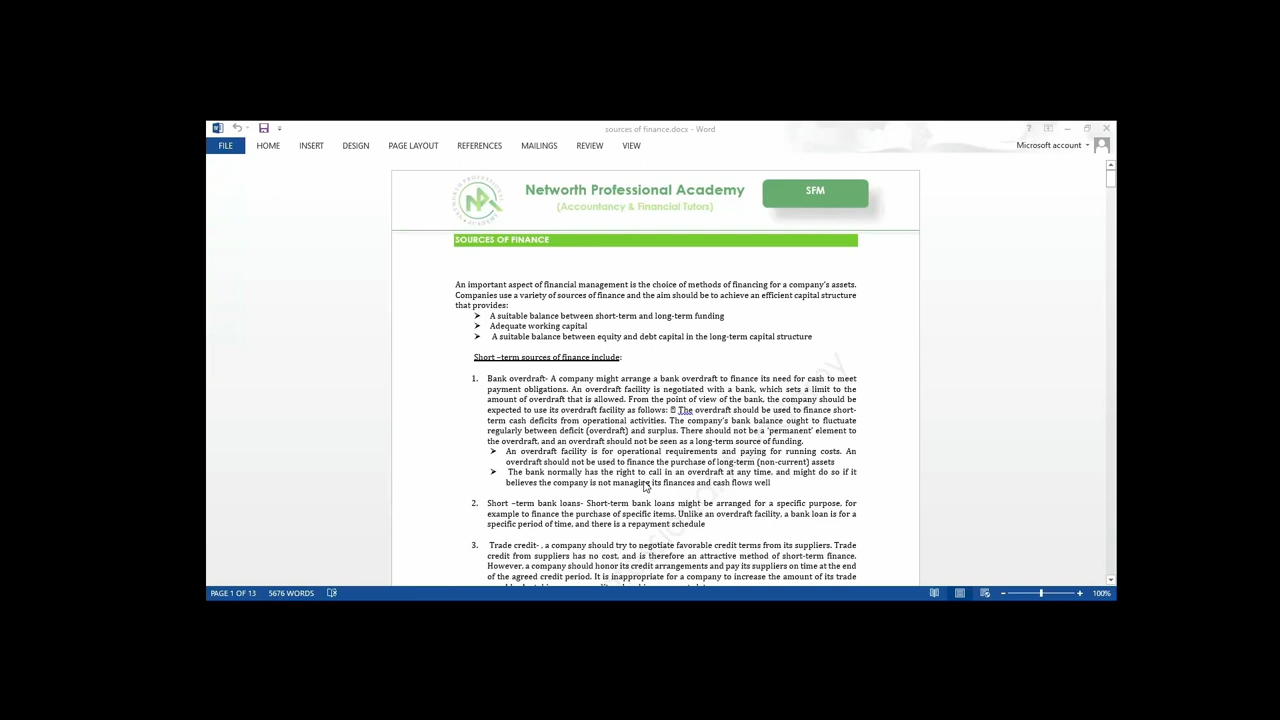 sources of finance.docx - Word
?
FILE HOME INSERT DESIGN PAGE LAYOUT REFERENCES MAILINGS REVIEW VIEW Microsoft account
Networth Professional Academy
(Accountancy & Financial Tutors)
SFM
SOURCES OF FINANCE
An important aspect of financial management is the choice of methods of financing for a company's assets.
Companies use a variety of sources of finance and the aim should be to achieve an efficient capital structure
that provides:
➤ A suitable balance between short-term and long-term funding
➤ Adequate working capital
➤ A suitable balance between equity and debt capital in the long-term capital structure
Short –term sources of finance include:
1. Bank overdraft- A company might arrange a bank overdraft to finance its need for cash to meet
payment obligations. An overdraft facility is negotiated with a bank, which sets a limit to the
amount of overdraft that is allowed. From the point of view of the bank, the company should be
expected to use its overdraft facility as follows: The overdraft should be used to finance short-
term cash deficits from operational activities. The company's bank balance ought to fluctuate
regularly between deficit (overdraft) and surplus. There should not be a 'permanent' element to
the overdraft, and an overdraft should not be seen as a long-term source of funding.
➤ An overdraft facility is for operational requirements and paying for running costs. An
overdraft should not be used to finance the purchase of long-term (non-current) assets
➤ The bank normally has the right to call in an overdraft at any time, and might do so if it
believes the company is not managing its finances and cash flows well
2. Short –term bank loans- Short-term bank loans might be arranged for a specific purpose, for
example to finance the purchase of specific items. Unlike an overdraft facility, a bank loan is for a
specific period of time, and there is a repayment schedule
3. Trade credit- , a company should try to negotiate favorable credit terms from its suppliers. Trade
credit from suppliers has no cost, and is therefore an attractive method of short-term finance.
However, a company should honor its credit arrangements and pay its suppliers on time at the end
of the agreed credit period. It is inappropriate for a company to increase the amount of its trade
PAGE 1 OF 13 5676 WORDS 100%